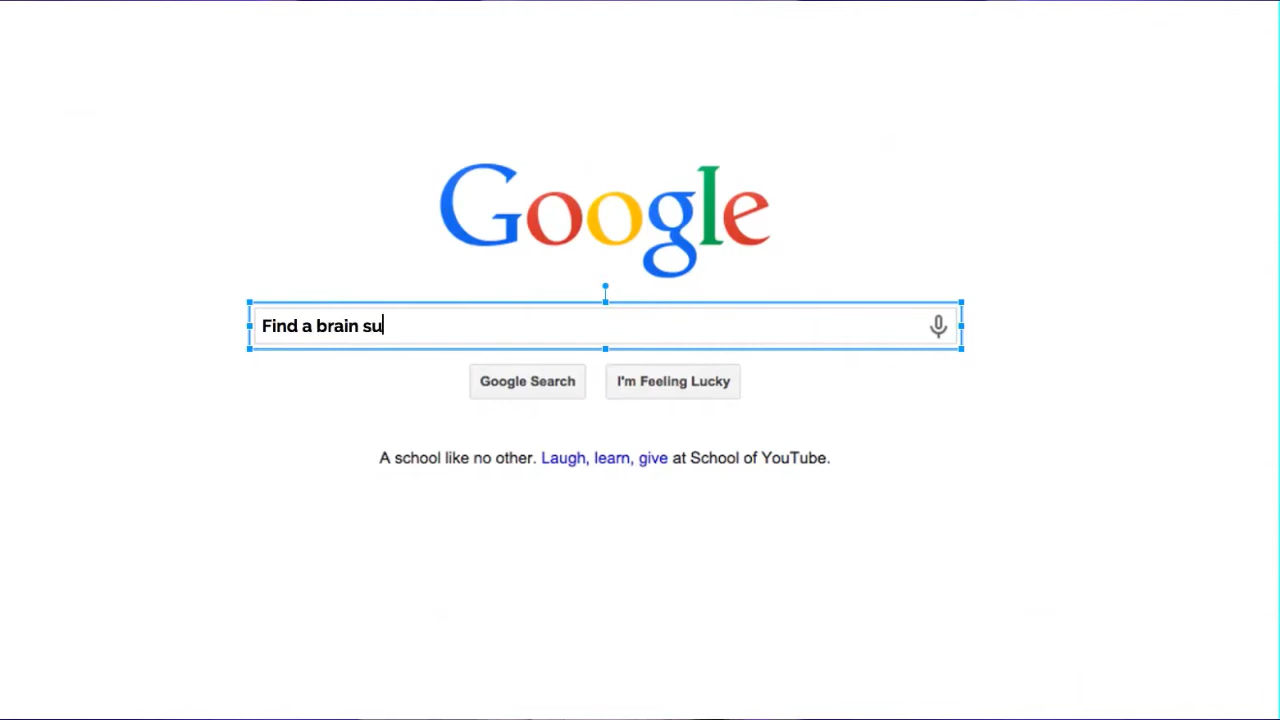 Google
Find a brain su
Google Search
I'm Feeling Lucky
A school like no other. Laugh, learn, give at School of YouTube.